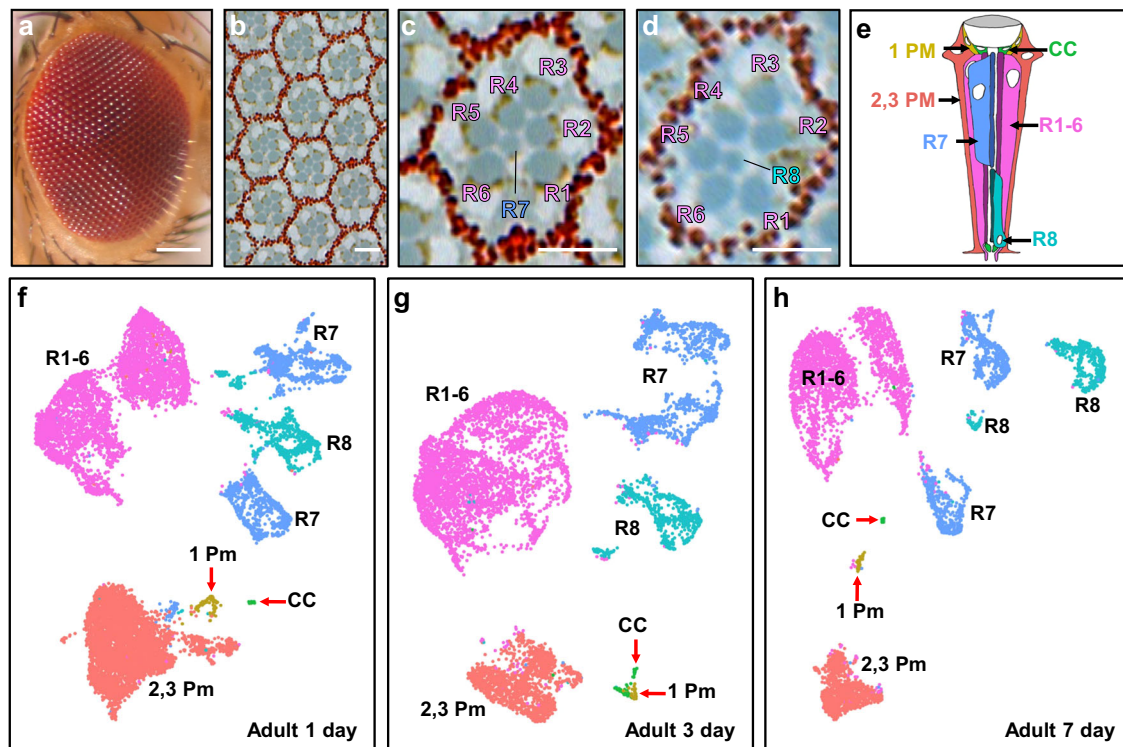 a
b
c
R3
R4
R5
R2
R6
R1
R7
d
R3
R4
R5
R2
R8
R6
R1
e
1 PM
CC
2,3 PM
R1-6
R7
R8
f
R7
R1-6
R8
R7
1 Pm
CC
2,3 Pm
Adult 1 day
g
R7
R1-6
R8
CC
1 Pm
2,3 Pm
Adult 3 day
h
R7
R1-6
R8
R8
CC
R7
1 Pm
2,3 Pm
Adult 7 day